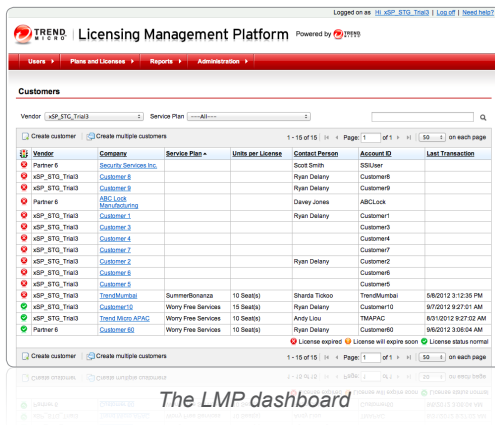 Logged on as Hi xSP_STG_Trial3 | Log off | Need help?
TREND MICRO | Licensing Management Platform Powered by TREND MICRO
Users Plans and Licenses Reports Administration
Customers
Vendor xSP_STG_Trial3 Service Plan ---All---
Create customer Create multiple customers 1 - 15 of 15 Page: 1 of 1 50 on each page
Vendor Company Service Plan Units per License Contact Person Account ID Last Transaction
Partner 6 Security Services Inc. Scott Smith SSIUser
xSP_STG_Trial3 Customer 8 Ryan Delany Customer8
xSP_STG_Trial3 Customer 9 Ryan Delany Customer9
Partner 6 ABC Lock Manufacturing Davey Jones ABCLock
xSP_STG_Trial3 Customer 1 Ryan Delany Customer1
xSP_STG_Trial3 Customer 3 Customer3
xSP_STG_Trial3 Customer 4 Customer4
xSP_STG_Trial3 Customer 7 Customer7
xSP_STG_Trial3 Customer 2 Ryan Delany Customer2
xSP_STG_Trial3 Customer 6 Customer6
xSP_STG_Trial3 Customer 5 Customer5
xSP_STG_Trial3 TrendMumbai SummerBonanza 10 Seat(s) Sharda Tickoo TrendMumbai 5/8/2012 3:12:35 PM
xSP_STG_Trial3 Customer10 Worry Free Services 10 Seat(s) Ryan Delany Customer10 9/7/2012 9:27:01 AM
xSP_STG_Trial3 Trend Micro APAC Worry Free Services 10 Seat(s) Andy Liou TMAPAC 8/31/2012 9:27:02 AM
Partner 6 Customer 60 Worry Free Services 10 Seat(s) Ryan Delany Customer60 9/6/2012 3:06:04 AM
License expired License will expire soon License status normal
Create customer Create multiple customers 1 - 15 of 15 Page: 1 of 1 50 on each page
The LMP dashboard